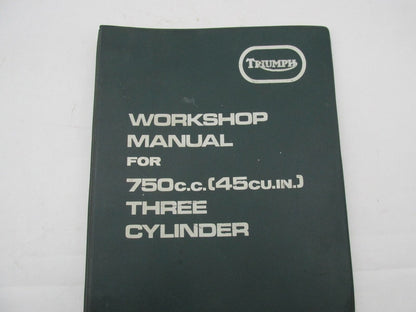 TRIUMPH
WORKSHOP
MANUAL
FOR
750C.C.(45CU.IN.)
THREE
CYLINDER